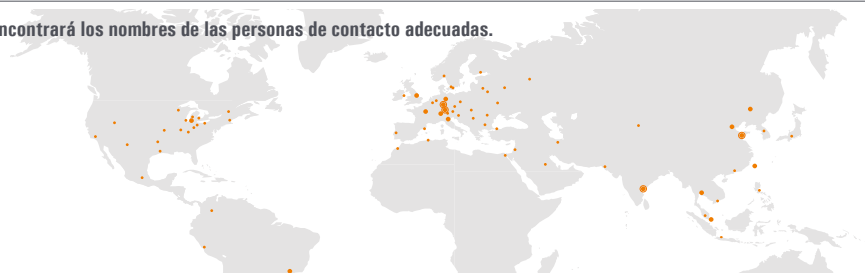 ncontrará los nombres de las personas de contacto adecuadas.